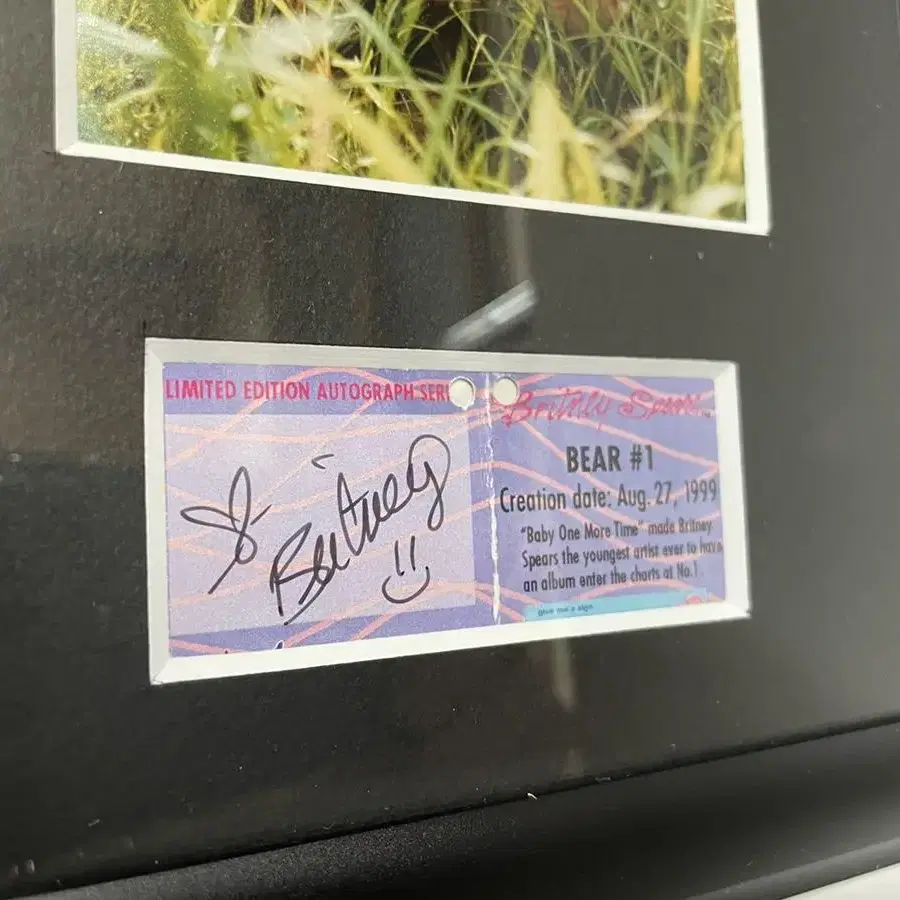 LIMITED EDITION AUTOGRAPH SERI
Britney
Britney Spears
BEAR #1
Creation date: Aug. 27, 1999
"Baby One More Time" made Britney
Spears the youngest artist ever to have
an album enter the charts at No.1.
give me a sign